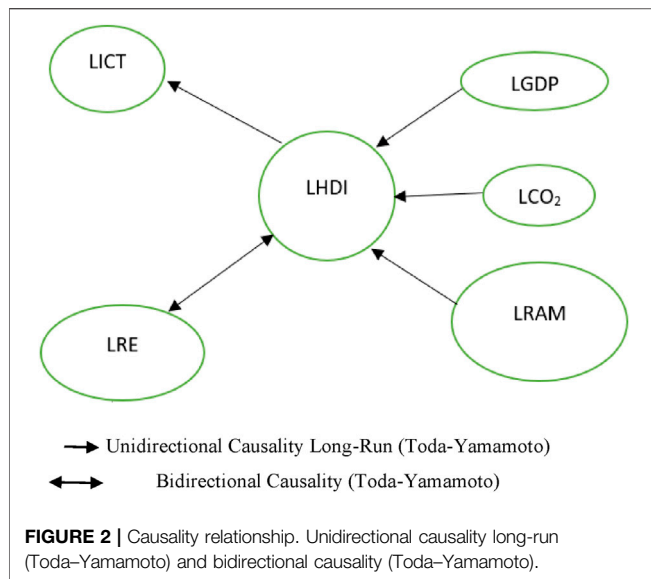 LICT
LGDP
LHDI
LCO₂
LRAM
LRE
Unidirectional Causality Long-Run (Toda-Yamamoto)
Bidirectional Causality (Toda-Yamamoto)
FIGURE 2 | Causality relationship. Unidirectional causality long-run
(Toda–Yamamoto) and bidirectional causality (Toda–Yamamoto).